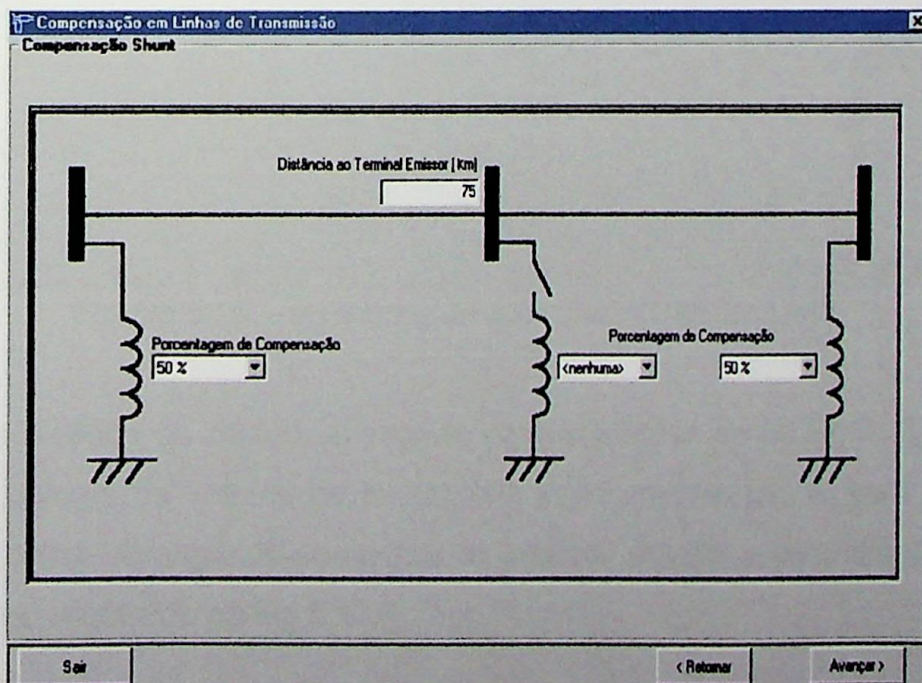 Compensação em Linhas de Transmissão
Compensação Shunt
Distância ao Terminal Emissor [Km]
75
Porcentagem de Compensação
50 %
Porcentagem de Compensação
<nenhuma>
50 %
Sair
< Retornar
Avançar >